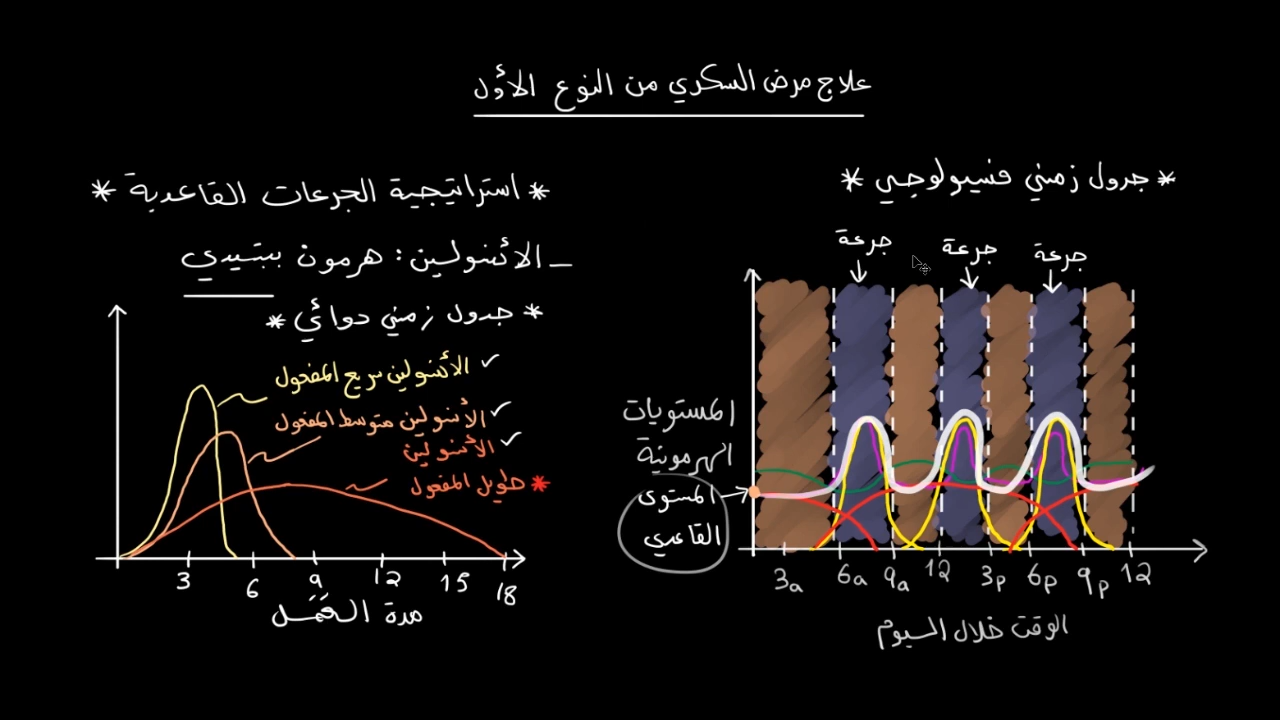 علاج مرض السكري من النوع الأوّل
* جدول زمني فسيولوجي *
جرعة
جرعة
جرعة
المستويات
الهرمونية
المستوى
القاعدي
3a 6a 9a 12 3p 6p 9p 12
الوقت خلال اليوم
* استراتيجية الجرعات القاعدية *
_ الأنسولين: هرمون ببتيدي
* جدول زمني دوائي *
الأنسولين سريع المفعول ✓
الأنسولين متوسط المفعول ✓
الأنسولين ✓
* طويل المفعول
3 6 9 12 15 18
مدة العَمَل